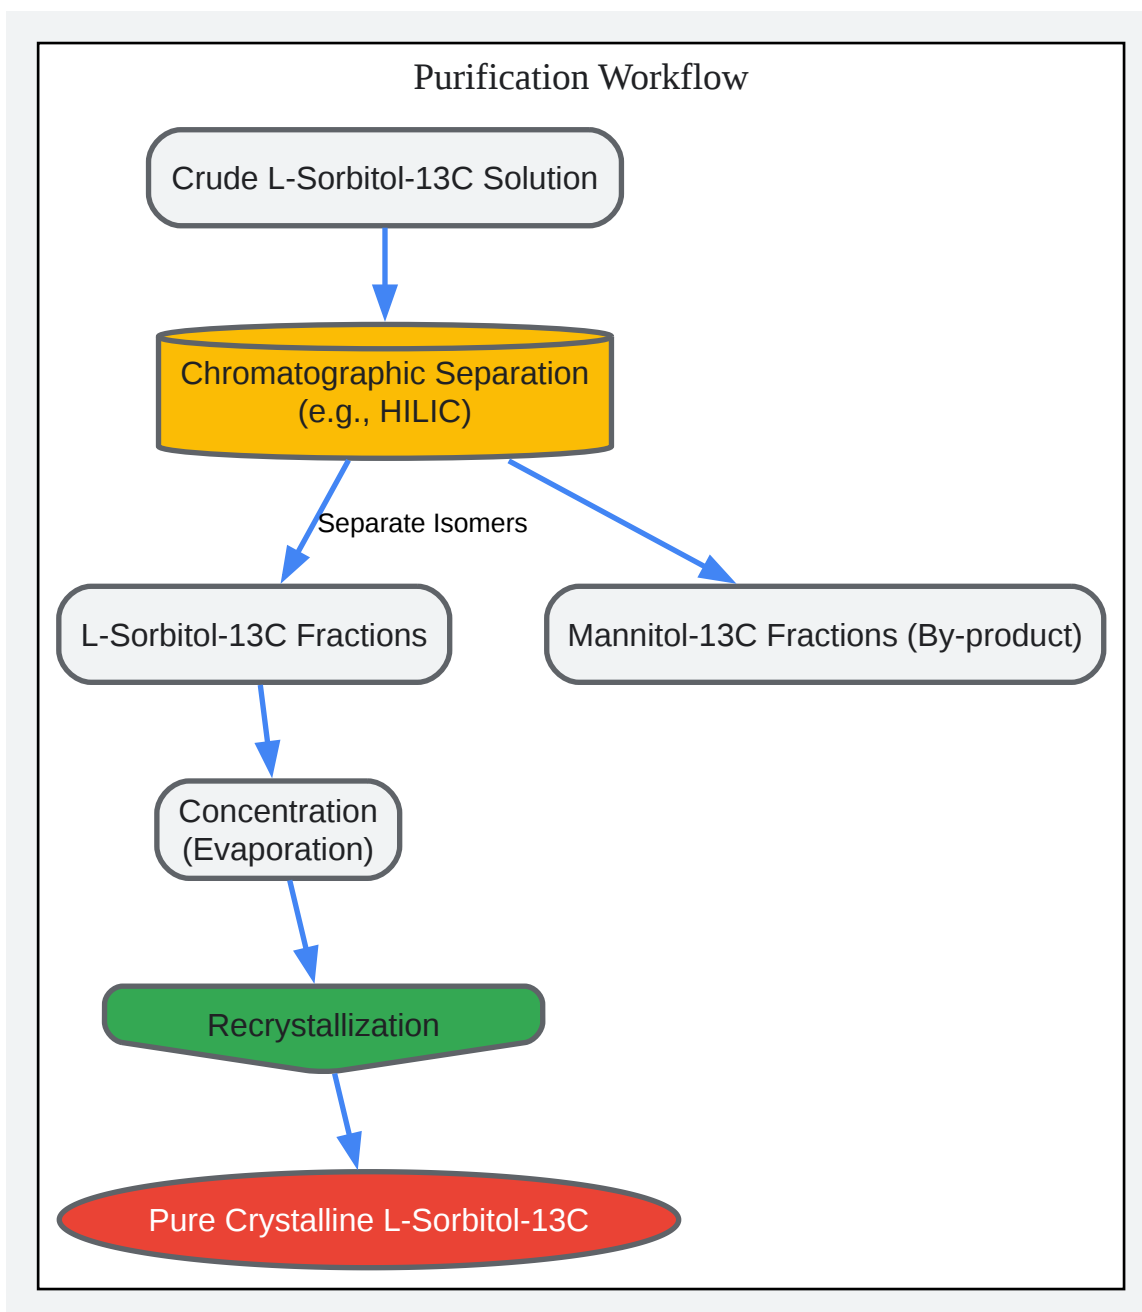 Purification Workflow
Crude L-Sorbitol-13C Solution
Chromatographic Separation
(e.g., HILIC)
Separate Isomers
L-Sorbitol-13C Fractions
Mannitol-13C Fractions (By-product)
Concentration
(Evaporation)
Recrystallization
Pure Crystalline L-Sorbitol-13C